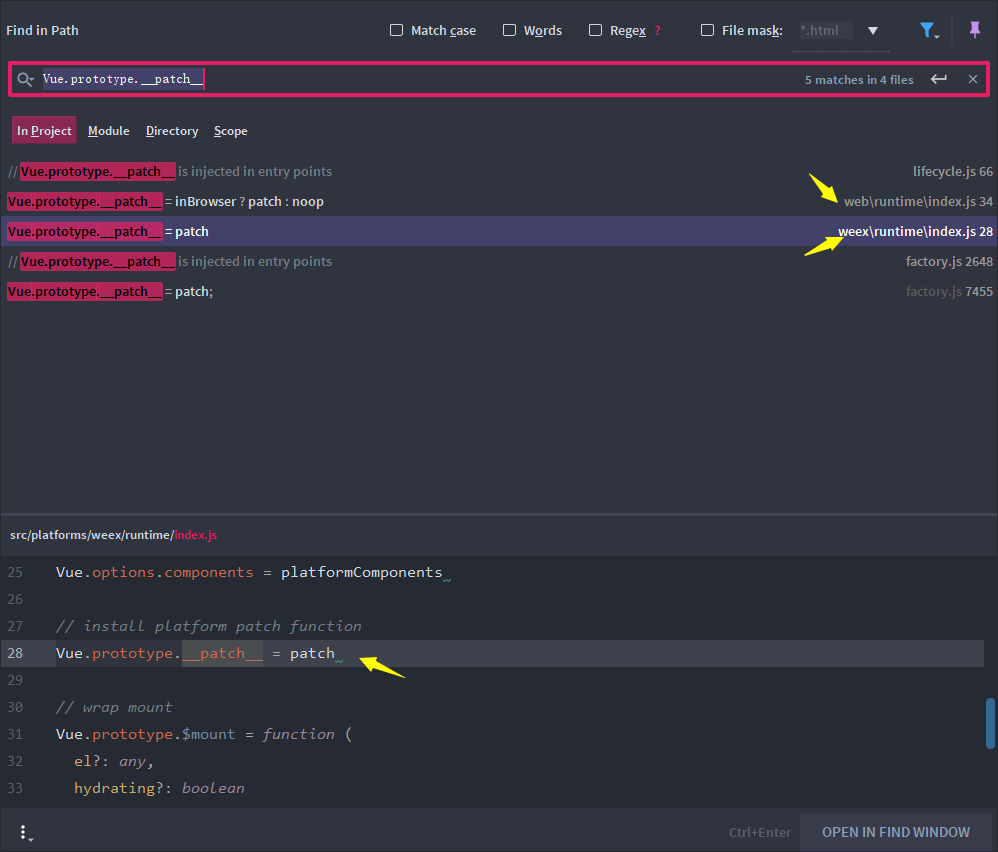 Find in Path Match case Words Regex ? File mask: *.html
Vue.prototype.__patch__ 5 matches in 4 files
In Project Module Directory Scope
// Vue.prototype.__patch__ is injected in entry points lifecycle.js 66
Vue.prototype.__patch__ = inBrowser ? patch : noop web\runtime\index.js 34
Vue.prototype.__patch__ = patch weex\runtime\index.js 28
// Vue.prototype.__patch__ is injected in entry points factory.js 2648
Vue.prototype.__patch__ = patch; factory.js 7455
src/platforms/weex/runtime/index.js
25 Vue.options.components = platformComponents
26
27 // install platform patch function
28 Vue.prototype.__patch__ = patch
29
30 // wrap mount
31 Vue.prototype.$mount = function (
32 el?: any,
33 hydrating?: boolean
Ctrl+Enter OPEN IN FIND WINDOW